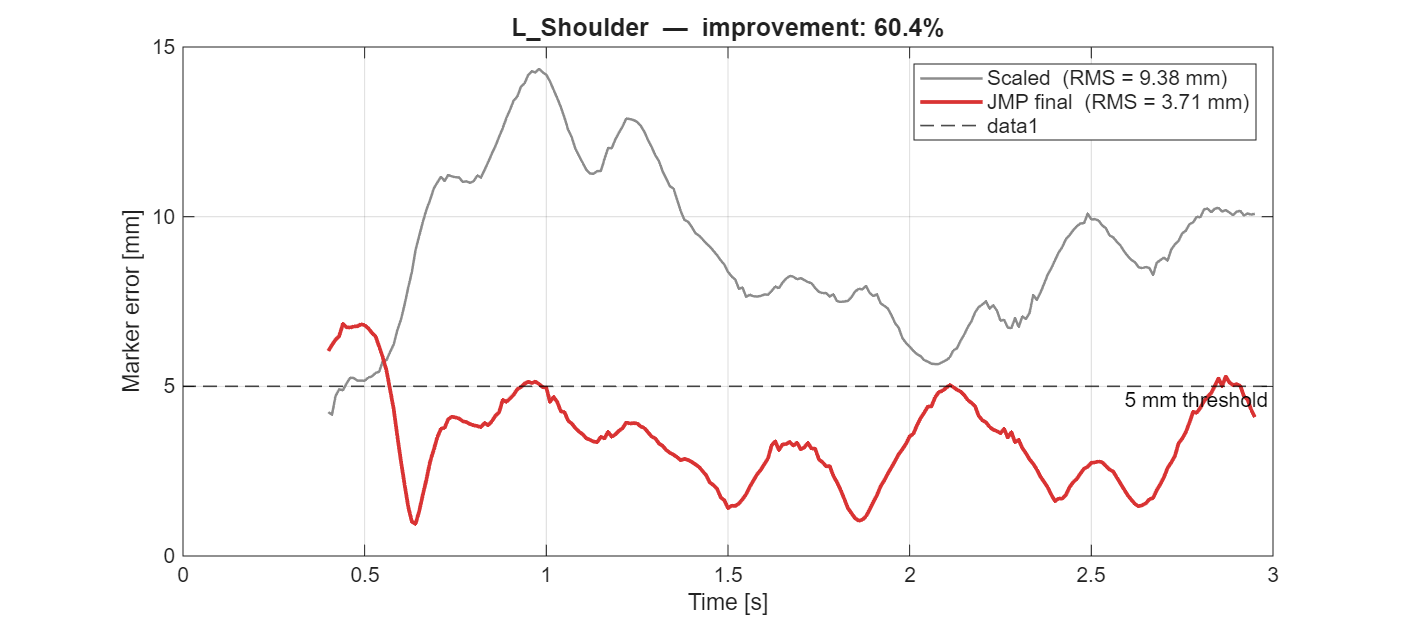 L_Shoulder — improvement: 60.4%
15
10
5
0
Marker error [mm]
Scaled (RMS = 9.38 mm)
JMP final (RMS = 3.71 mm)
data1
5 mm threshold
0 0.5 1 1.5 2 2.5 3
Time [s]